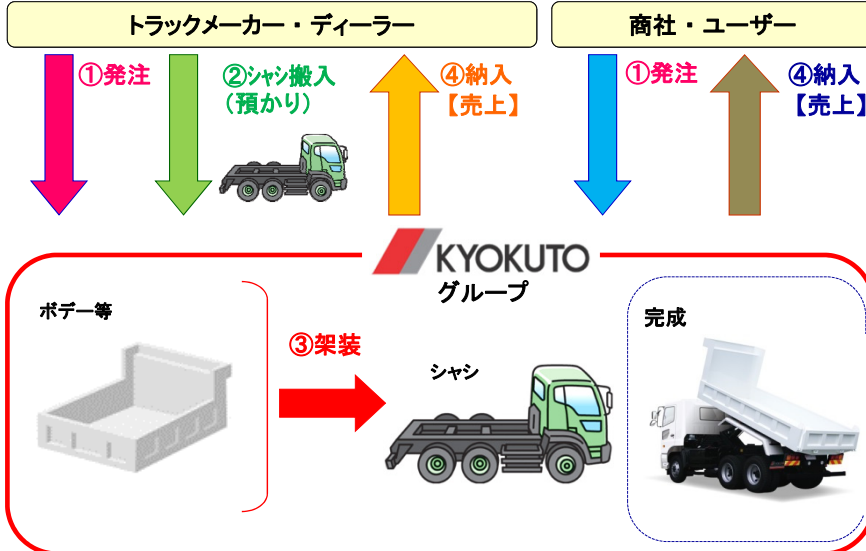 トラックメーカー・ディーラー
商社・ユーザー
①発注
②シャシ搬入
(預かり)
④納入
【売上】
①発注
④納入
【売上】
KYOKUTO
グループ
ボデー等
③架装
シャシ
完成